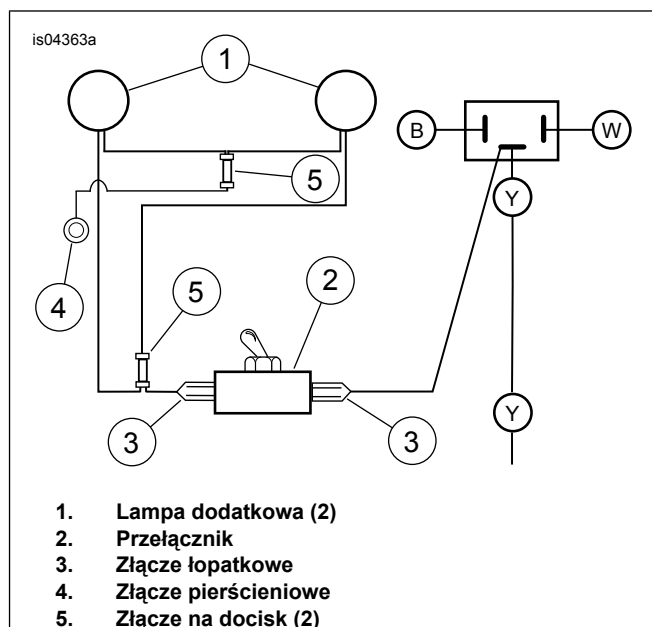 is04363a
1
B
W
5
Y
4
2
5
3
3
Y
1. Lampa dodatkowa (2)
2. Przełącznik
3. Złącze łopatkowe
4. Złącze pierścieniowe
5. Złącze na docisk (2)